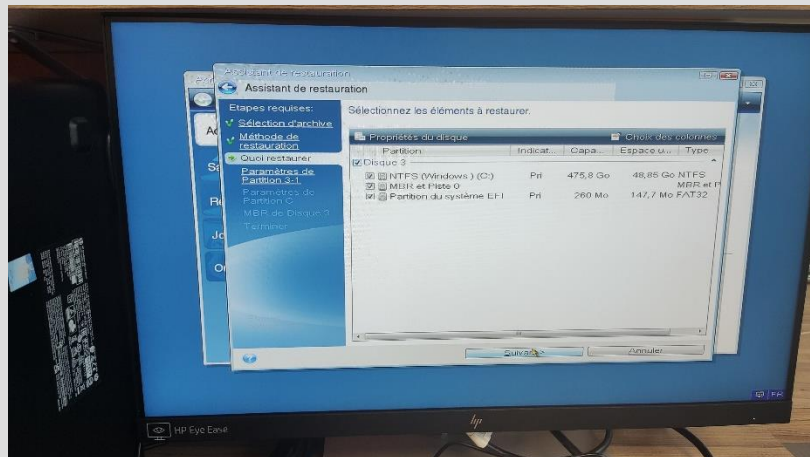 Assistant de restauration
Assistant de restauration
Etapes requises:
Sélection d'archive
Méthode de
restauration
Quoi restaurer
Paramètres de
Partition 3-1
Paramètres de
Partition C
MBR de Disque 3
Terminer
Sélectionnez les éléments à restaurer.
Propriétés du disque Choix des colonnes
Partition Indicat... Capa... Espace u... Type
Disque 3
NTFS (Windows ) (C:) Pri 475,8 Go 48,85 Go NTFS
MBR et Piste 0 MBR et P
Partition du système EFI Pri 260 Mo 147,7 Mo FAT32
Suivant > Annuler
FR
HP Eye Ease
hp